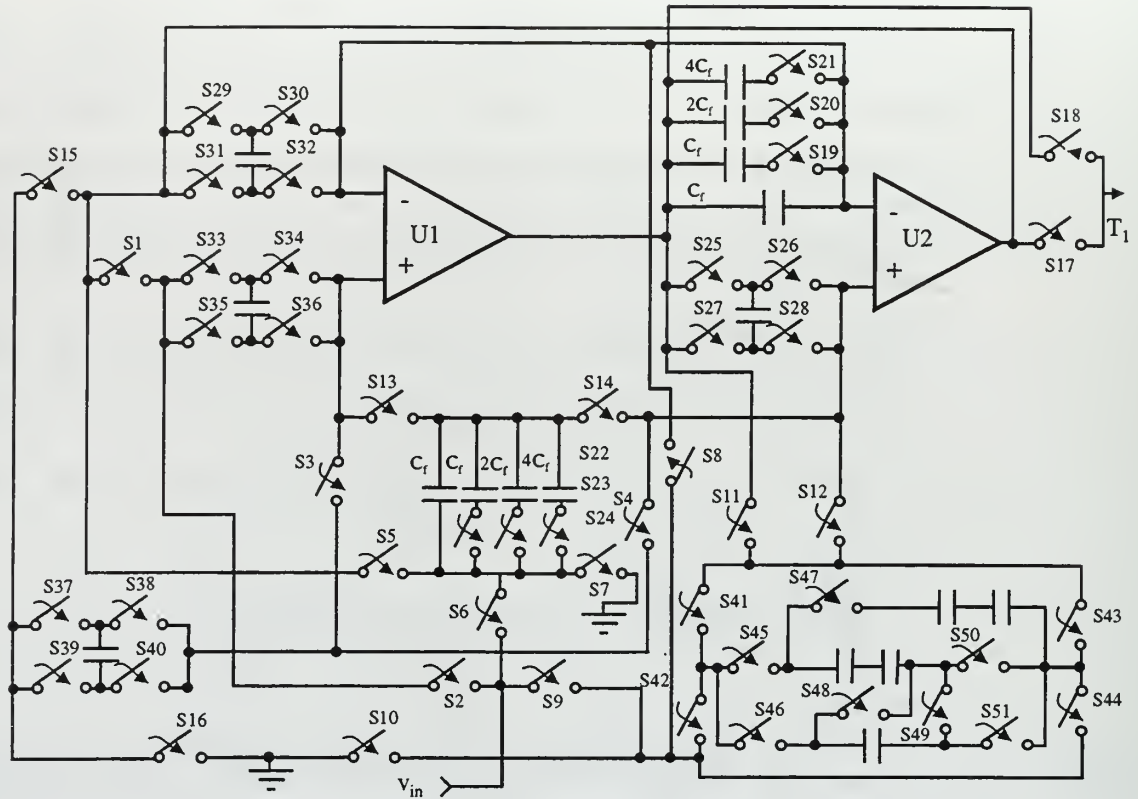 4Cf
S21
S29
S30
2Cf
S20
S18
S15
S31
S32
Cf
S19
Cf
-
U1
+
-
U2
+
T1
S17
S1
S33
S34
S25
S26
S35
S36
S27
S28
S13
S14
S3
Cf
Cf
2Cf
4Cf
S22
S23
S24
S4
S8
S11
S12
S5
S7
S6
S37
S38
S39
S40
S41
S47
S43
S45
S50
S2
S9
S42
S48
S44
S46
S49
S51
S16
S10
Vin